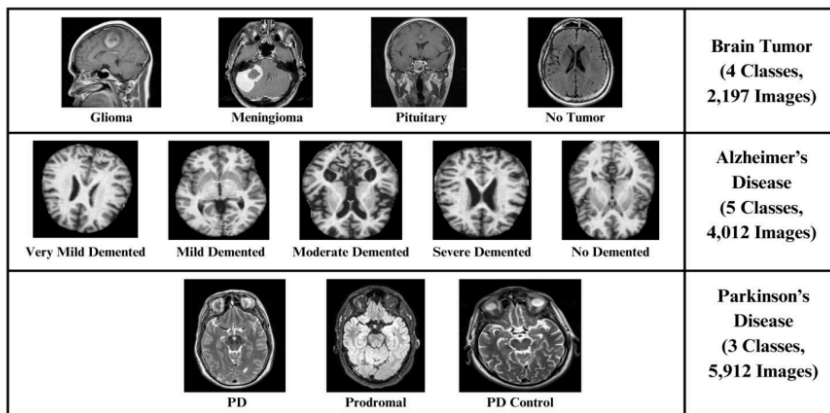 Glioma
Meningioma
Pituitary
No Tumor
Brain Tumor
(4 Classes,
2,197 Images)
Very Mild Demented
Mild Demented
Moderate Demented
Severe Demented
No Demented
Alzheimer's
Disease
(5 Classes,
4,012 Images)
PD
Prodromal
PD Control
Parkinson's
Disease
(3 Classes,
5,912 Images)